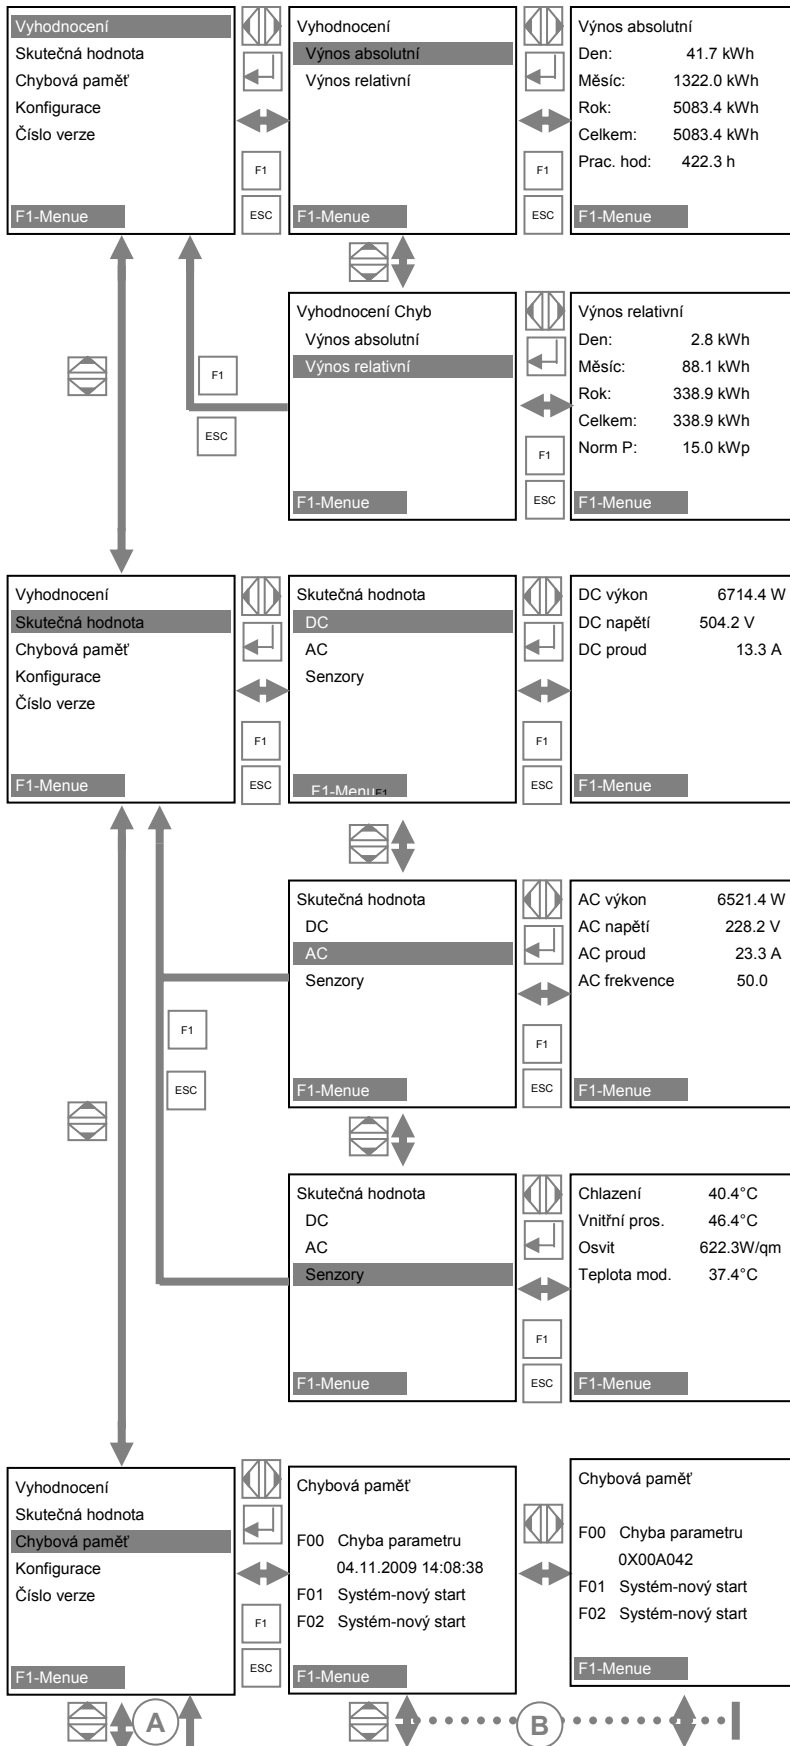 Vyhodnocení
Skutečná hodnota
Chybová paměť
Konfigurace
Číslo verze
F1-Menue
F1
ESC
Vyhodnocení
Výnos absolutní
Výnos relativní
F1-Menue
F1
ESC
Výnos absolutní
Den: 41.7 kWh
Měsíc: 1322.0 kWh
Rok: 5083.4 kWh
Celkem: 5083.4 kWh
Prac. hod: 422.3 h
F1-Menue
F1
ESC
Vyhodnocení Chyb
Výnos absolutní
Výnos relativní
F1-Menue
F1
ESC
Výnos relativní
Den: 2.8 kWh
Měsíc: 88.1 kWh
Rok: 338.9 kWh
Celkem: 338.9 kWh
Norm P: 15.0 kWp
F1-Menue
Vyhodnocení
Skutečná hodnota
Chybová paměť
Konfigurace
Číslo verze
F1-Menue
F1
ESC
Skutečná hodnota
DC
AC
Senzory
F1-MenuF1
F1
ESC
DC výkon 6714.4 W
DC napětí 504.2 V
DC proud 13.3 A
F1-Menue
F1
ESC
Skutečná hodnota
DC
AC
Senzory
F1-Menue
F1
ESC
AC výkon 6521.4 W
AC napětí 228.2 V
AC proud 23.3 A
AC frekvence 50.0
F1-Menue
Skutečná hodnota
DC
AC
Senzory
F1-Menue
F1
ESC
Chlazení 40.4°C
Vnitřní pros. 46.4°C
Osvit 622.3W/qm
Teplota mod. 37.4°C
F1-Menue
Vyhodnocení
Skutečná hodnota
Chybová paměť
Konfigurace
Číslo verze
F1-Menue
F1
ESC
Chybová paměť
F00 Chyba parametru
04.11.2009 14:08:38
F01 Systém-nový start
F02 Systém-nový start
F1-Menue
Chybová paměť
F00 Chyba parametru
0X00A042
F01 Systém-nový start
F02 Systém-nový start
F1-Menue
A
B